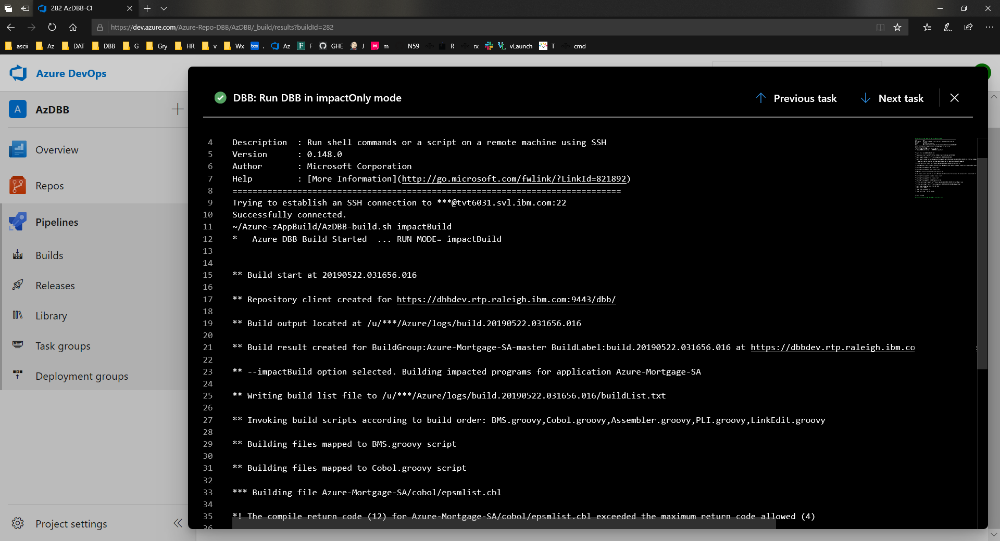 282 AzDBB-CI
https://dev.azure.com/Azure-Repo-DBB/AzDBB/_build/results?buildId=282
ascii Az DAT DBB G Gry HR v Wx box . Az F F GHE J M m N59 R rx VL vLaunch T cmd
Azure DevOps
A AzDBB
Overview
Repos
Pipelines
Builds
Releases
Library
Task groups
Deployment groups
Project settings
DBB: Run DBB in impactOnly mode
Previous task
Next task
4 Description : Run shell commands or a script on a remote machine using SSH
5 Version : 0.148.0
6 Author : Microsoft Corporation
7 Help : [More Information](http://go.microsoft.com/fwlink/?LinkId=821892)
8 ==============================================================================
9 Trying to establish an SSH connection to ***@tvt6031.svl.ibm.com:22
10 Successfully connected.
11 ~/Azure-zAppBuild/AzDBB-build.sh impactBuild
12 * Azure DBB Build Started ... RUN MODE= impactBuild
13
14
15 ** Build start at 20190522.031656.016
16
17 ** Repository client created for https://dbbdev.rtp.raleigh.ibm.com:9443/dbb/
18
19 ** Build output located at /u/***/Azure/logs/build.20190522.031656.016
20
21 ** Build result created for BuildGroup:Azure-Mortgage-SA-master BuildLabel:build.20190522.031656.016 at https://dbbdev.rtp.raleigh.ibm.co
22
23 ** --impactBuild option selected. Building impacted programs for application Azure-Mortgage-SA
24
25 ** Writing build list file to /u/***/Azure/logs/build.20190522.031656.016/buildList.txt
26
27 ** Invoking build scripts according to build order: BMS.groovy,Cobol.groovy,Assembler.groovy,PLI.groovy,LinkEdit.groovy
28
29 ** Building files mapped to BMS.groovy script
30
31 ** Building files mapped to Cobol.groovy script
32
33 *** Building file Azure-Mortgage-SA/cobol/epsmlist.cbl
34
35 *! The compile return code (12) for Azure-Mortgage-SA/cobol/epsmlist.cbl exceeded the maximum return code allowed (4)
36